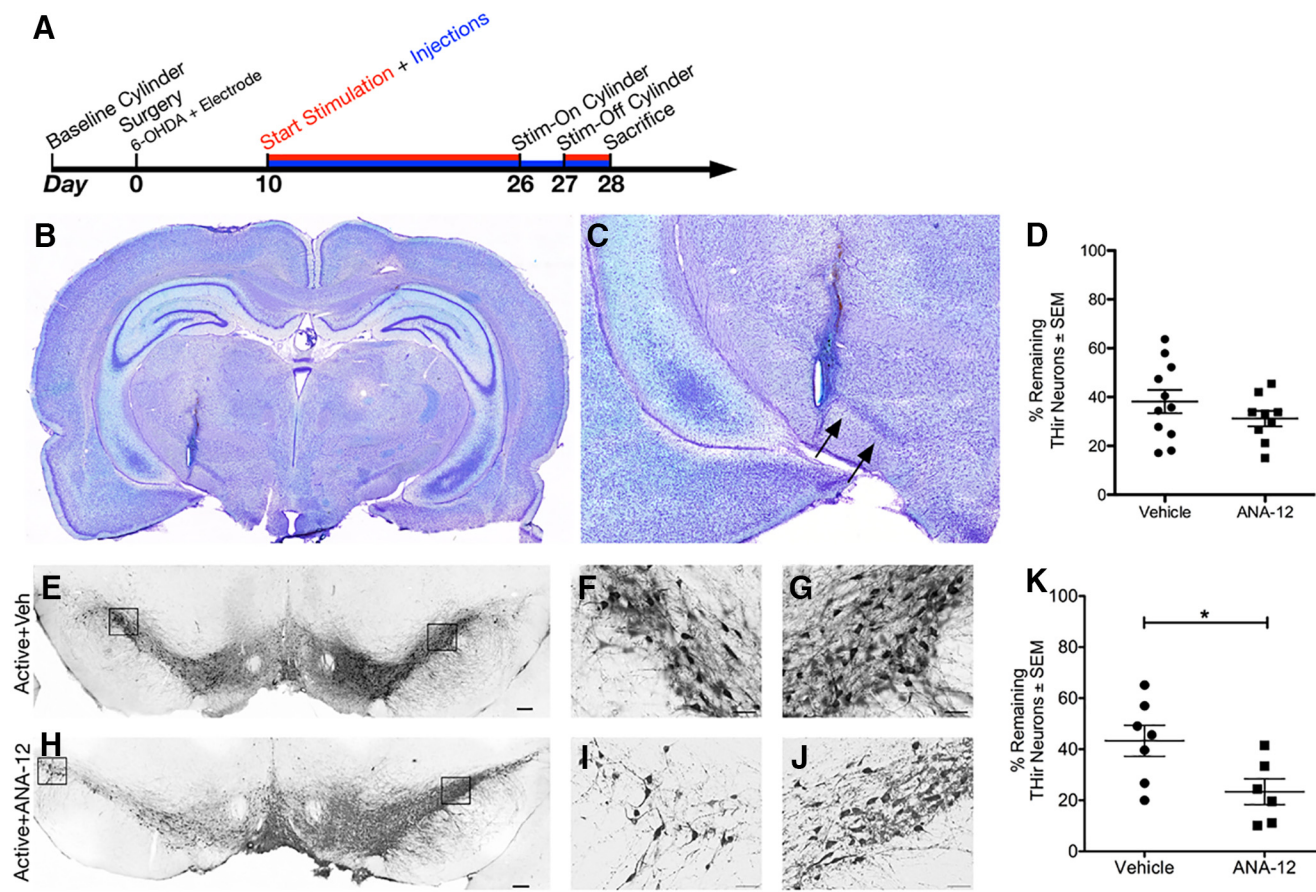 A
Baseline Cylinder
Surgery
6-OHDA + Electrode
Start Stimulation + Injections
Stim-On Cylinder
Stim-Off Cylinder
Sacrifice
Day 0 10 26 27 28
B
C
D
% Remaining
THir Neurons ± SEM
100
80
60
40
20
0
Vehicle ANA-12
Active+Veh
E
F
G
Active+ANA-12
H
I
J
K
% Remaining
THir Neurons ± SEM
100
80
60
40
20
0
*
Vehicle ANA-12